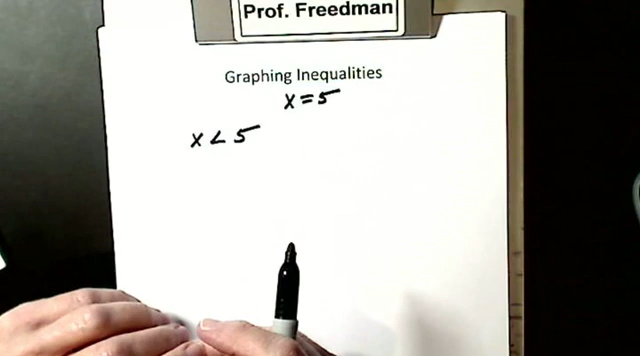 Prof. Freedman
Graphing Inequalities
x = 5
x < 5